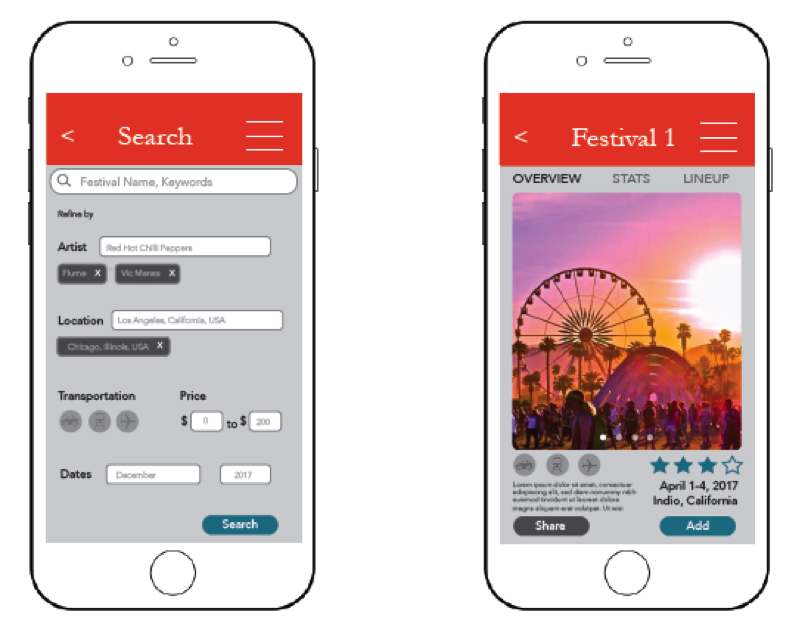 < Search
Festival Name, Keywords
Refine by
Artist Red Hot Chilli Peppers
Flume X Vic Mensa X
Location Los Angeles, California, USA
Chicago, Illinois, USA X
Transportation Price
$ 0 to $ 200
Dates December 2017
Search
< Festival 1
OVERVIEW STATS LINEUP
Lorem ipsum dolor sit amet, consectuer
adipiscing elit, sed diam nonummy nibh
euismod tincidunt ut laoreet dolore
magna aliquam erat volutpat. Ut wisi
April 1-4, 2017
Indio, California
Share Add